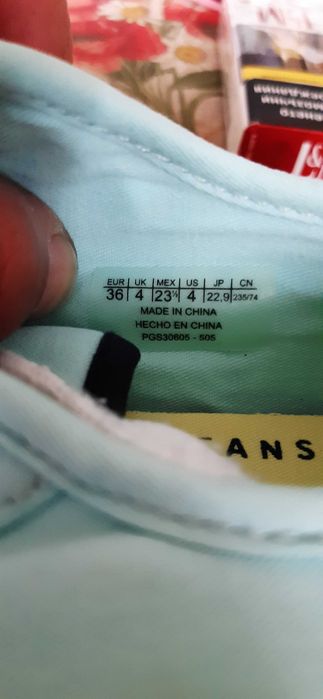 EUR UK MEX US JP CN
36 4 23½ 4 22,9 235/74
MADE IN CHINA
HECHO EN CHINA
PGS30605 - 505
EANS